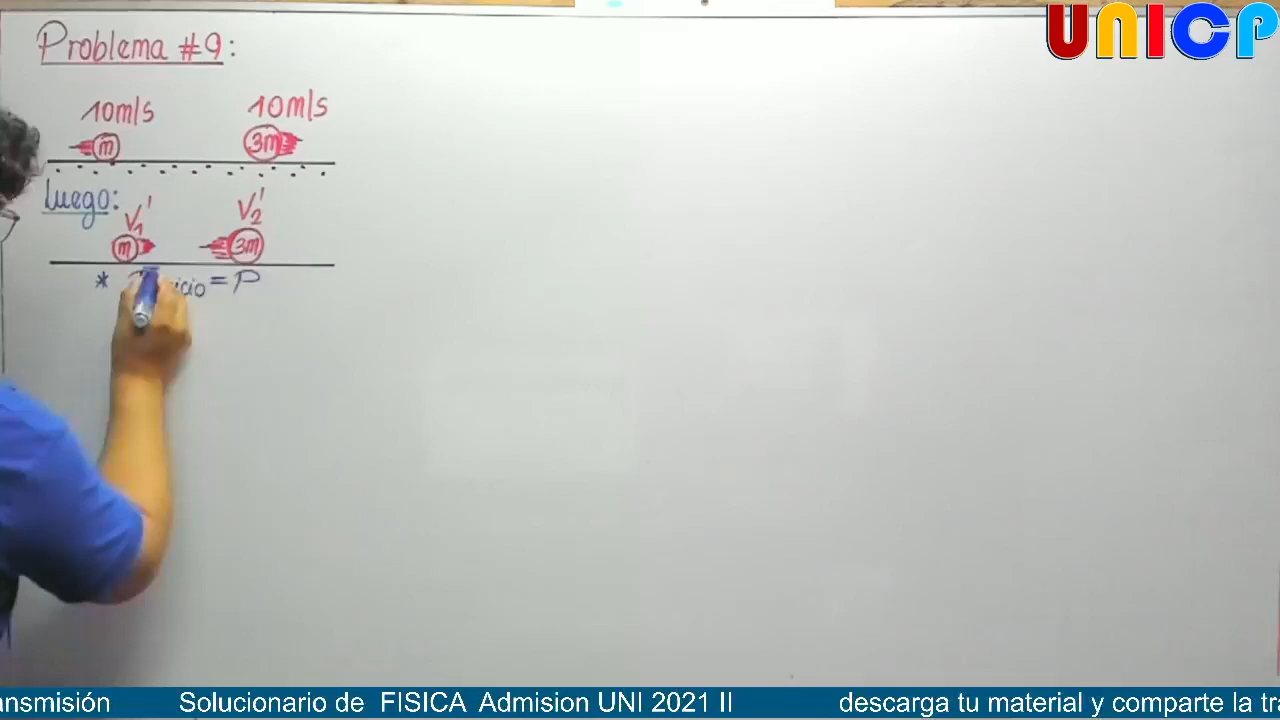 UNICP
Problema #9:
10m/s 10m/s
m 3m
Luego:
V₁' V₂'
m 3m
* = P
ansmisión Solucionario de FISICA Admision UNI 2021 II descarga tu material y comparte la tr